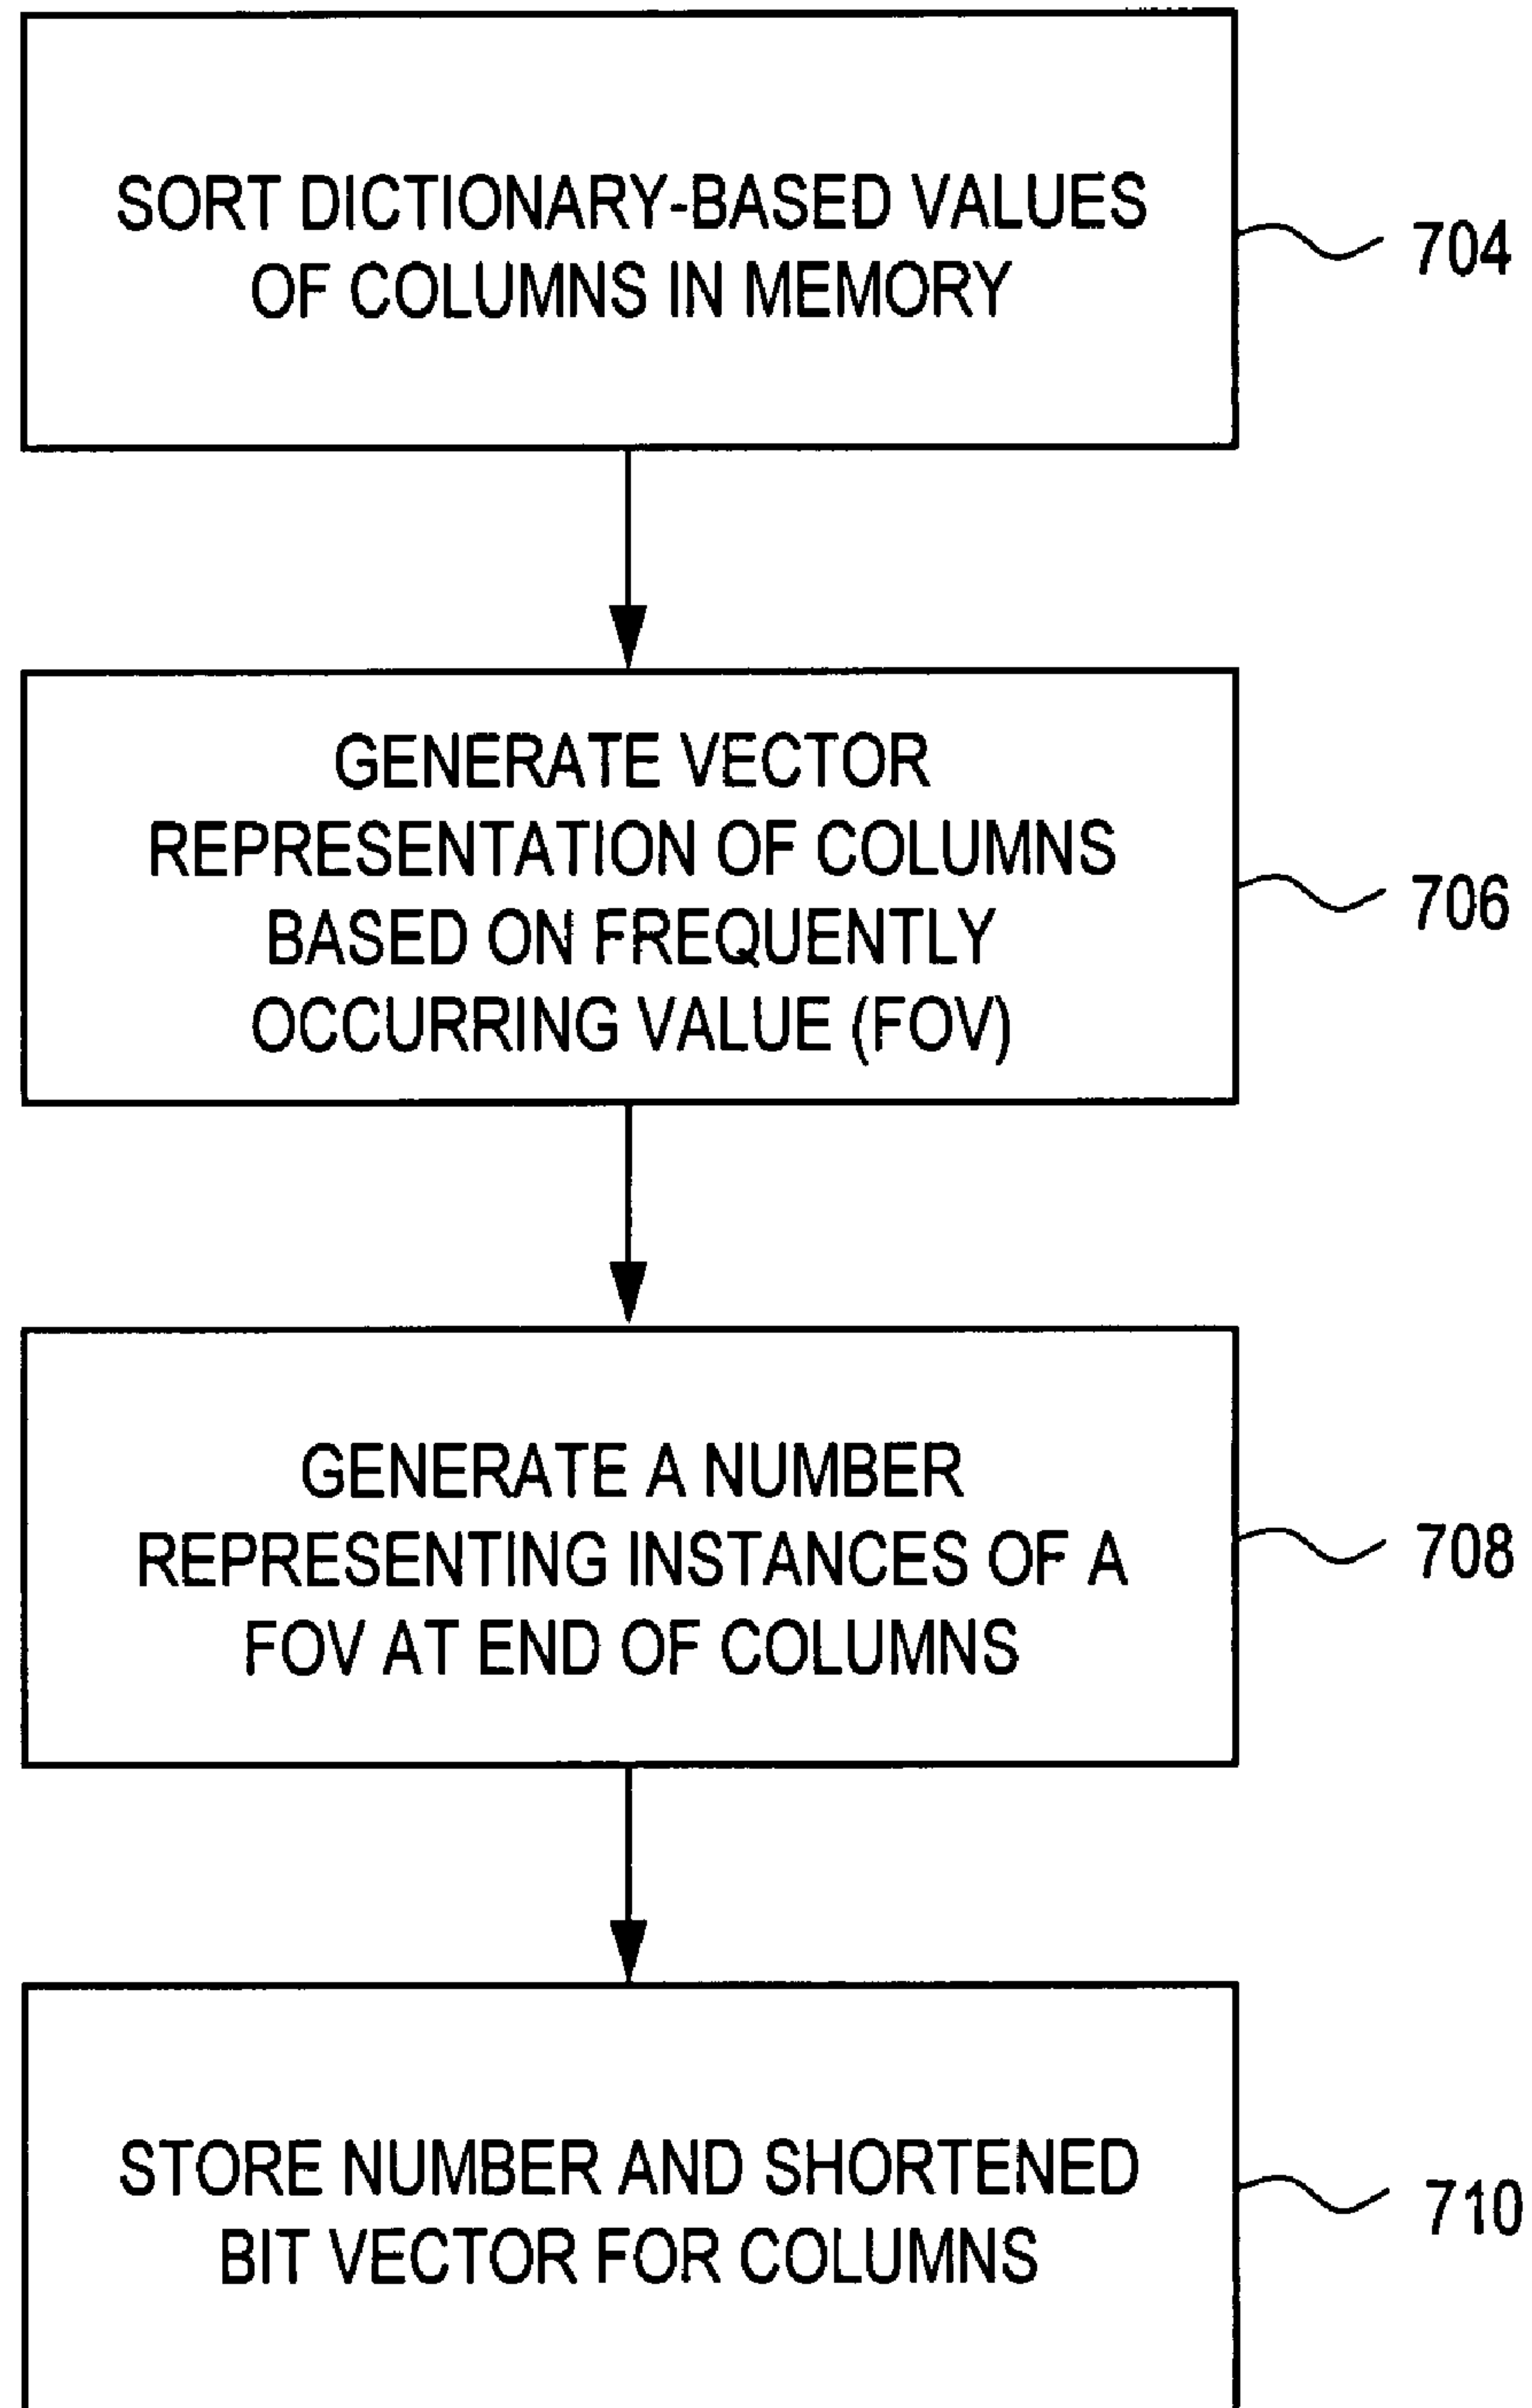 SORT DICTIONARY-BASED VALUES
OF COLUMNS IN MEMORY
704
GENERATE VECTOR
REPRESENTATION OF COLUMNS
BASED ON FREQUENTLY
OCCURRING VALUE (FOV)
706
GENERATE A NUMBER
REPRESENTING INSTANCES OF A
FOV AT END OF COLUMNS
708
STORE NUMBER AND SHORTENED
BIT VECTOR FOR COLUMNS
710